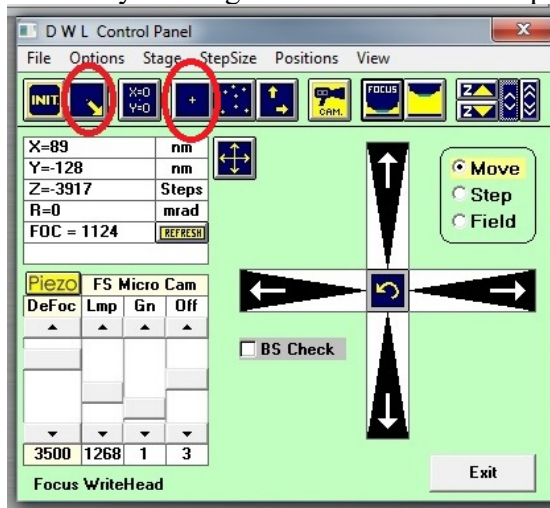 D W L Control Panel
File Options Stage StepSize Positions View
INIT. X=0 Y=0 CAM. FOCUS Z Z
X=89 nm
Y=-128 nm
Z=-3917 Steps
R=0 mrad
FOC = 1124 REFRESH
Move
Step
Field
Piezo FS Micro Cam
DeFoc Lmp Gn Off
BS Check
3500 1268 1 3
Focus WriteHead
Exit